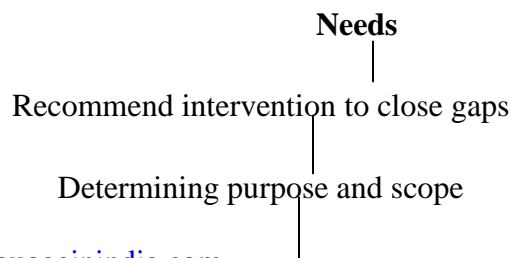 Needs
Recommend intervention to close gaps
Determining purpose and scope